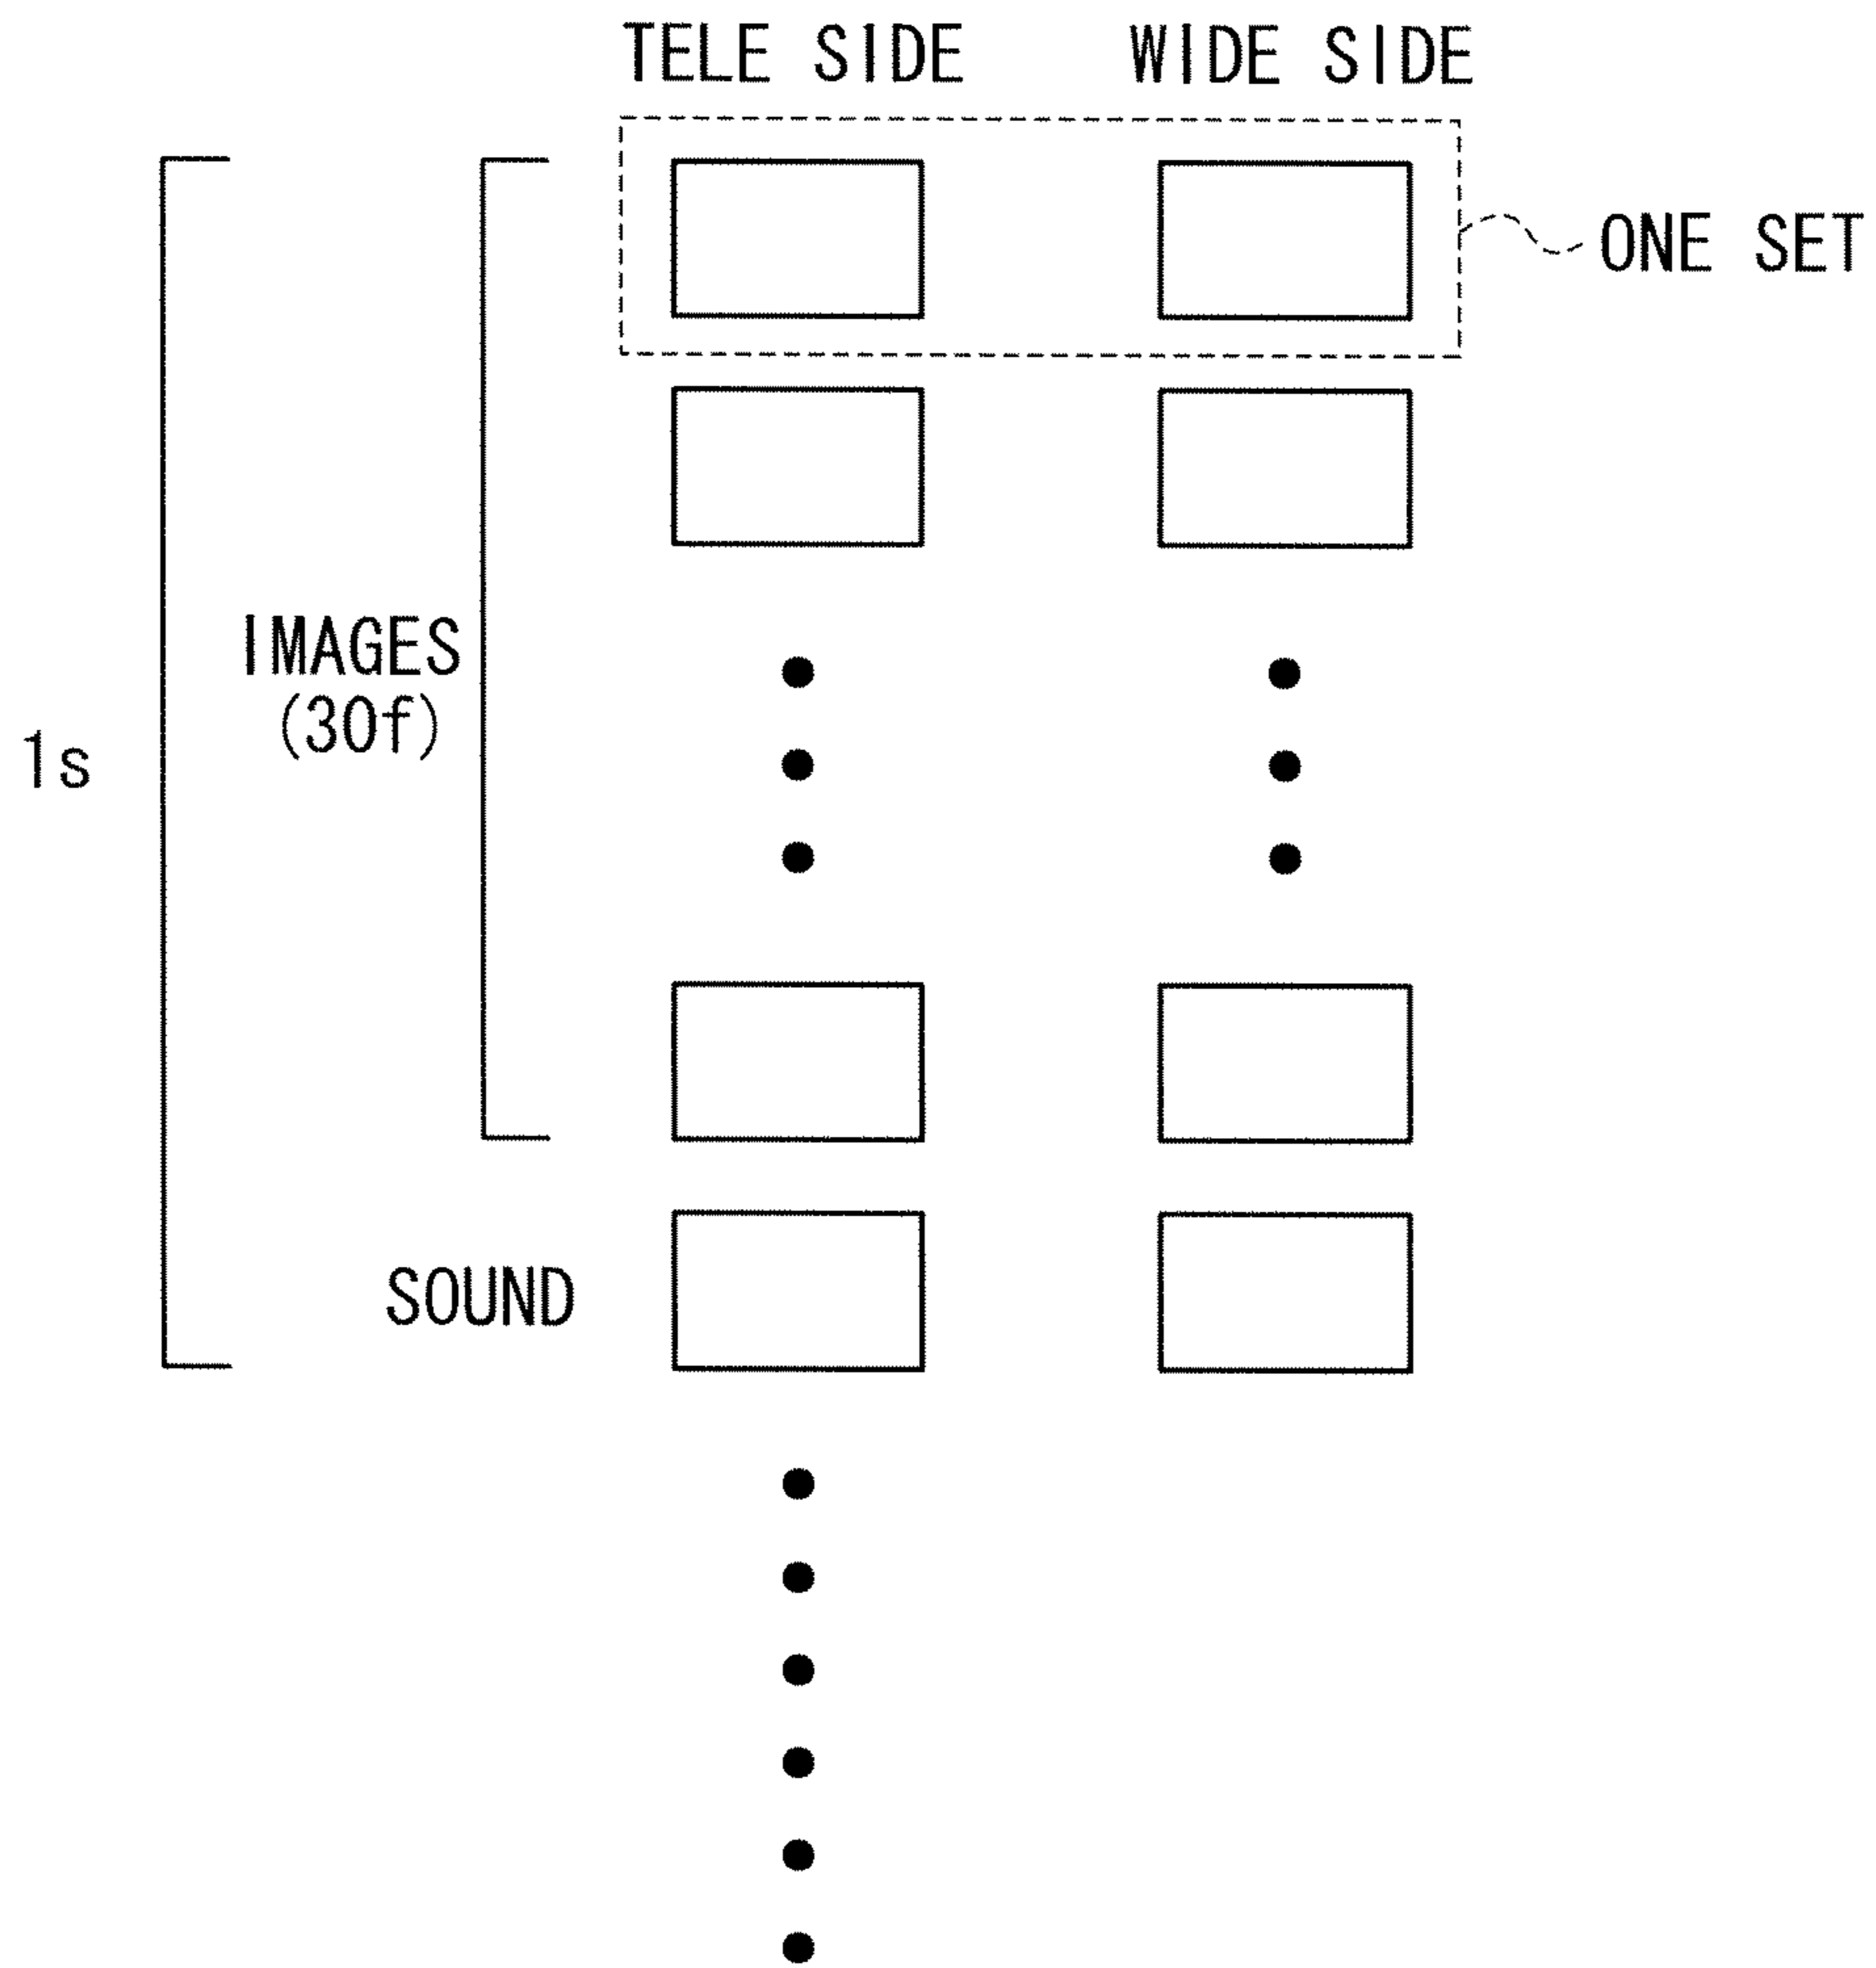 TELE SIDE WIDE SIDE
ONE SET
IMAGES
(30f)
1s
SOUND